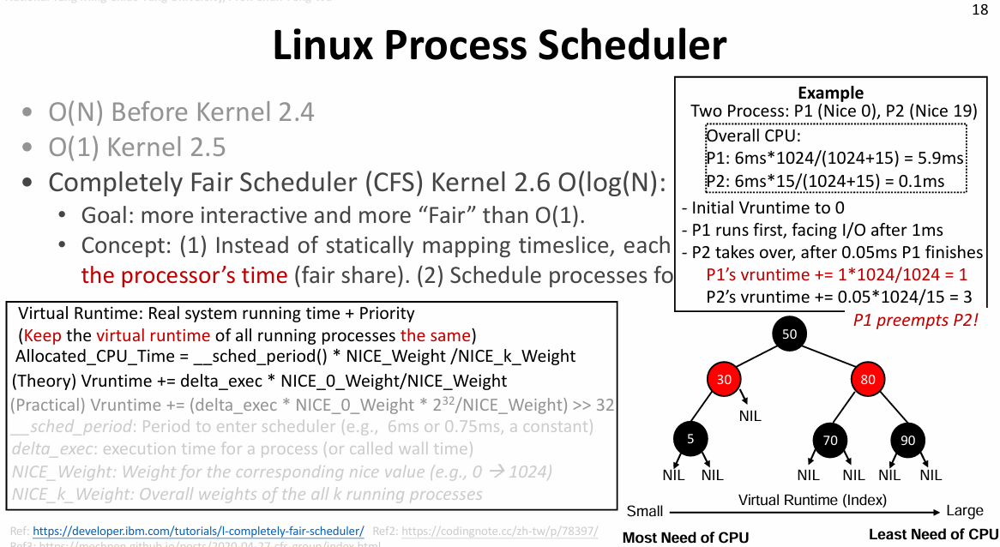 18
Linux Process Scheduler
• O(N) Before Kernel 2.4
• O(1) Kernel 2.5
• Completely Fair Scheduler (CFS) Kernel 2.6 O(log(N):
• Goal: more interactive and more “Fair” than O(1).
• Concept: (1) Instead of statically mapping timeslice, each
the processor’s time (fair share). (2) Schedule processes fo
Example
Two Process: P1 (Nice 0), P2 (Nice 19)
Overall CPU:
P1: 6ms*1024/(1024+15) = 5.9ms
P2: 6ms*15/(1024+15) = 0.1ms
- Initial Vruntime to 0
- P1 runs first, facing I/O after 1ms
- P2 takes over, after 0.05ms P1 finishes
P1’s vruntime += 1*1024/1024 = 1
P2’s vruntime += 0.05*1024/15 = 3
P1 preempts P2!
Virtual Runtime: Real system running time + Priority
(Keep the virtual runtime of all running processes the same)
Allocated_CPU_Time = __sched_period() * NICE_Weight /NICE_k_Weight
(Theory) Vruntime += delta_exec * NICE_0_Weight/NICE_Weight
(Practical) Vruntime += (delta_exec * NICE_0_Weight * 2³²/NICE_Weight) >> 32
__sched_period: Period to enter scheduler (e.g., 6ms or 0.75ms, a constant)
delta_exec: execution time for a process (or called wall time)
NICE_Weight: Weight for the corresponding nice value (e.g., 0 → 1024)
NICE_k_Weight: Overall weights of the all k running processes
50
30 80
NIL
5 70 90
NIL NIL NIL NIL NIL NIL
Virtual Runtime (Index)
Small Large
Most Need of CPU Least Need of CPU
Ref: https://developer.ibm.com/tutorials/l-completely-fair-scheduler/ Ref2: https://codingnote.cc/zh-tw/p/78397/